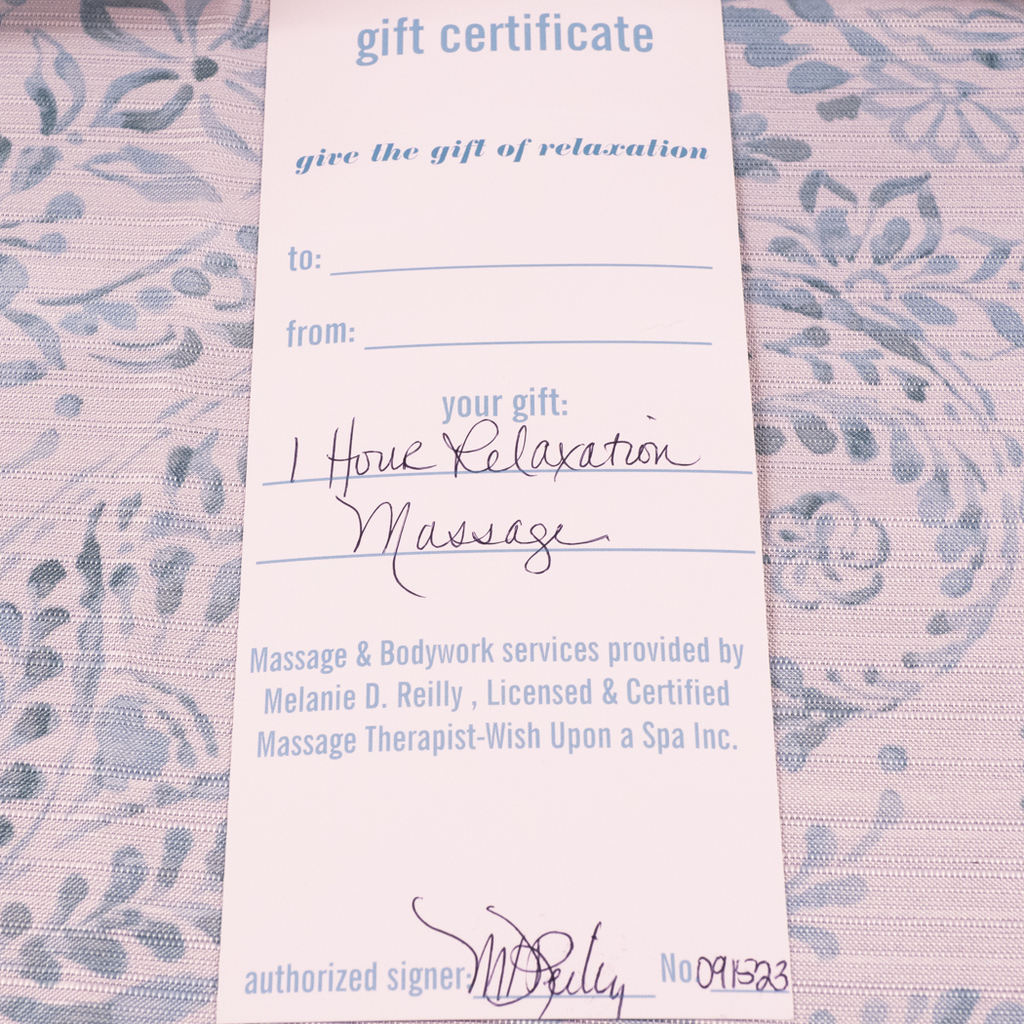 gift certificate
give the gift of relaxation
to:
from:
your gift:
1 Hour Relaxation
Massage
Massage & Bodywork services provided by
Melanie D. Reilly , Licensed & Certified
Massage Therapist-Wish Upon a Spa Inc.
authorized signer: MDReilly No 091523